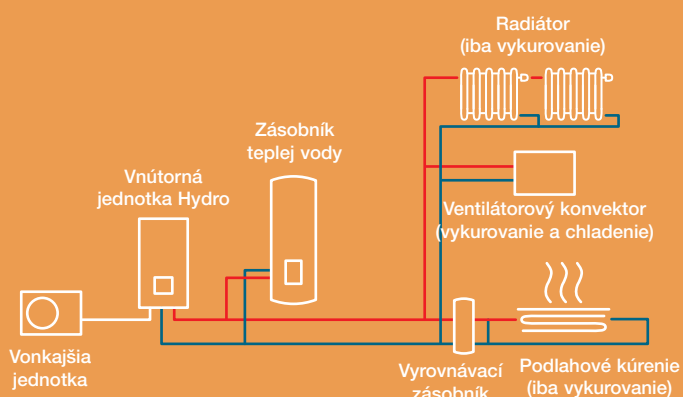 Radiátor
(iba vykurovanie)
Zásobník
teplej vody
Vnútorná
jednotka Hydro
Ventilátorový konvektor
(vykurovanie a chladenie)
Vonkajšia
jednotka
Vyrovnávací
zásobník
Podlahové kúrenie
(iba vykurovanie)